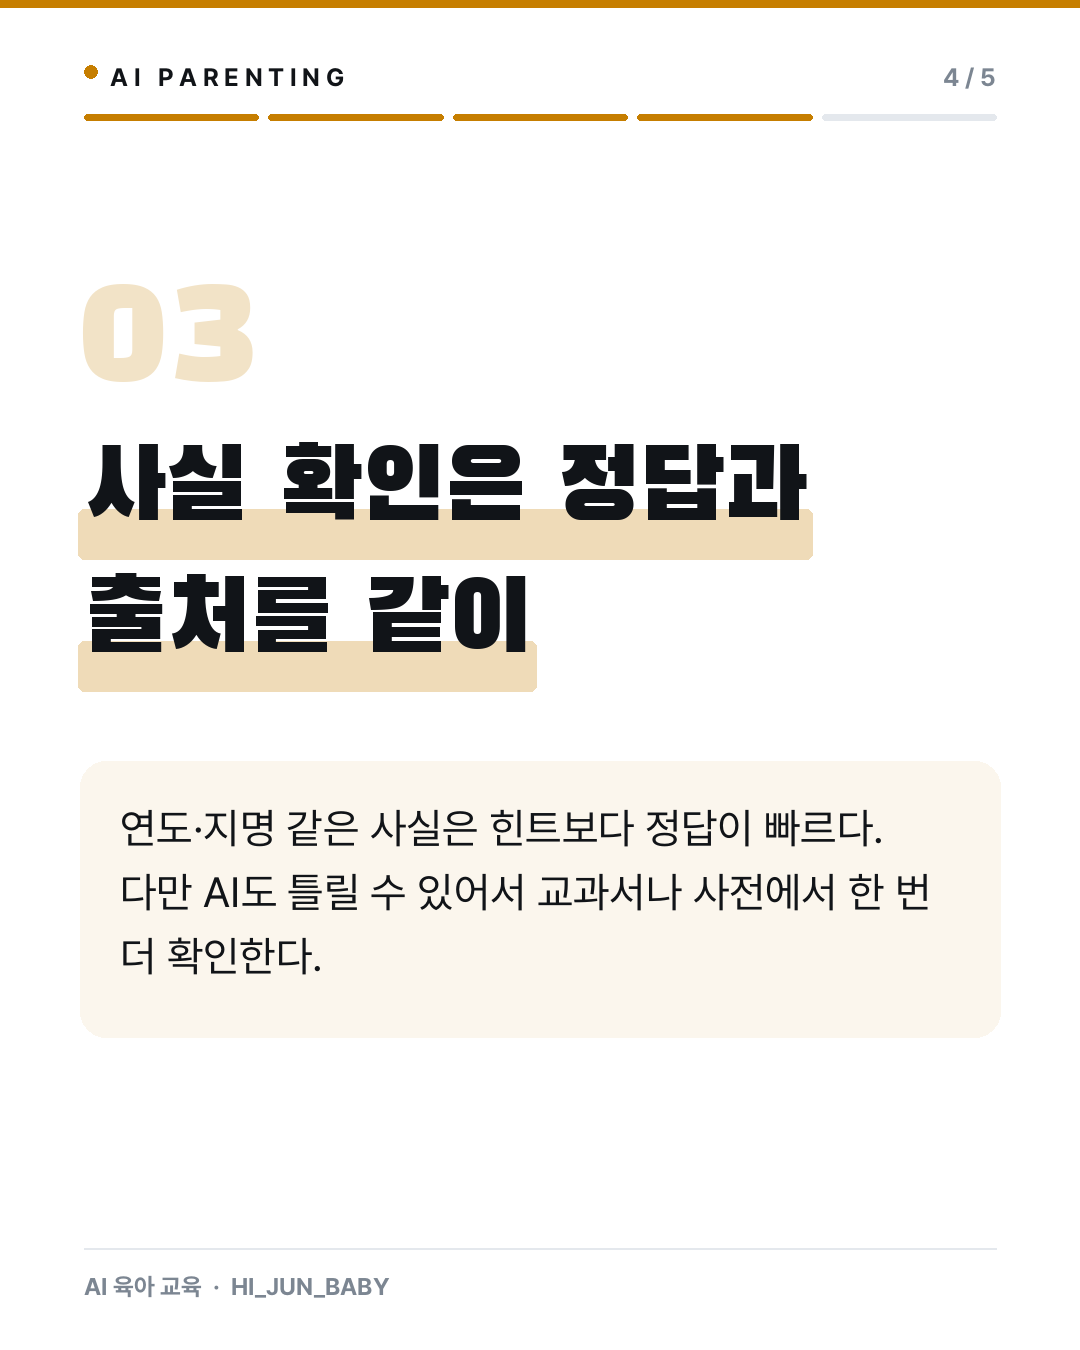 AI PARENTING
4 / 5
03
사실 확인은 정답과
출처를 같이
연도·지명 같은 사실은 힌트보다 정답이 빠르다.
다만 AI도 틀릴 수 있어서 교과서나 사전에서 한 번
더 확인한다.
AI 육아 교육 · HI_JUN_BABY